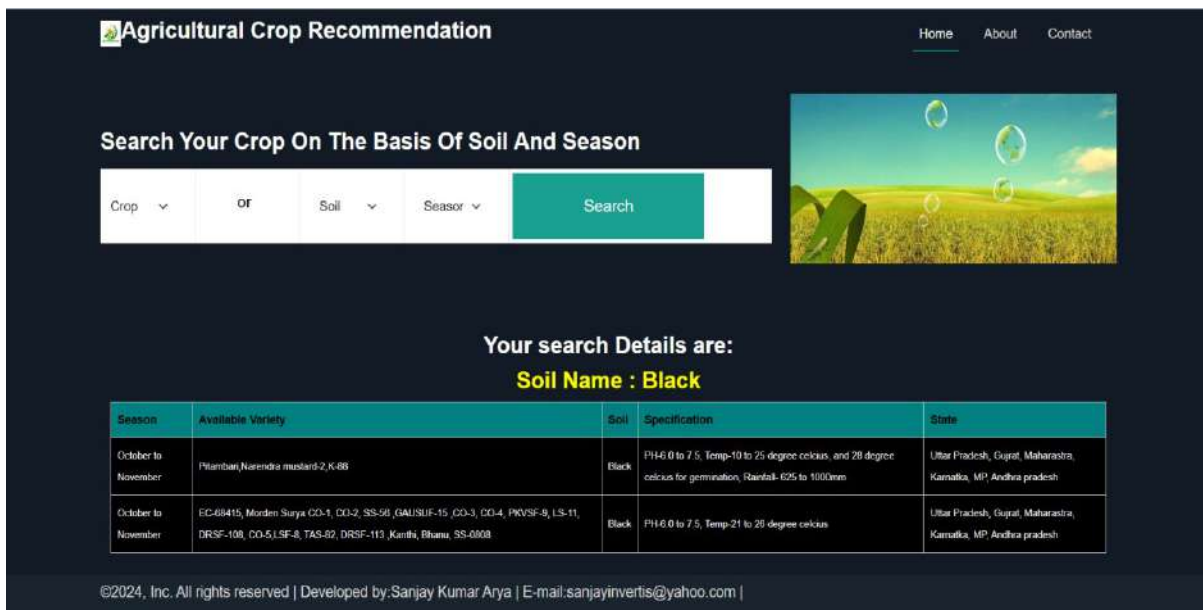 Agricultural Crop Recommendation
Home About Contact
Search Your Crop On The Basis Of Soil And Season
Crop or Soil Seasor Search
Your search Details are:
Soil Name : Black
Season Available Variety Soil Specification State
October to November Pitambari,Narendra mustard-2,K-88 Black PH-6.0 to 7.5, Temp-10 to 25 degree celcius, and 28 degree celcius for germination, Rainfall- 625 to 1000mm Uttar Pradesh, Gujrat, Maharastra, Karnatka, MP, Andhra pradesh
October to November EC-68415, Morden Surya CO-1, CO-2, SS-56 ,GAUSUF-15 ,CO-3, CO-4, PKVSF-9, LS-11, DRSF-108, CO-5,LSF-8, TAS-82, DRSF-113 ,Kanthi, Bhanu, SS-0808 Black PH-6.0 to 7.5, Temp-21 to 26 degree celcius Uttar Pradesh, Gujrat, Maharastra, Karnatka, MP, Andhra pradesh
©2024, Inc. All rights reserved | Developed by:Sanjay Kumar Arya | E-mail:sanjayinvertis@yahoo.com |